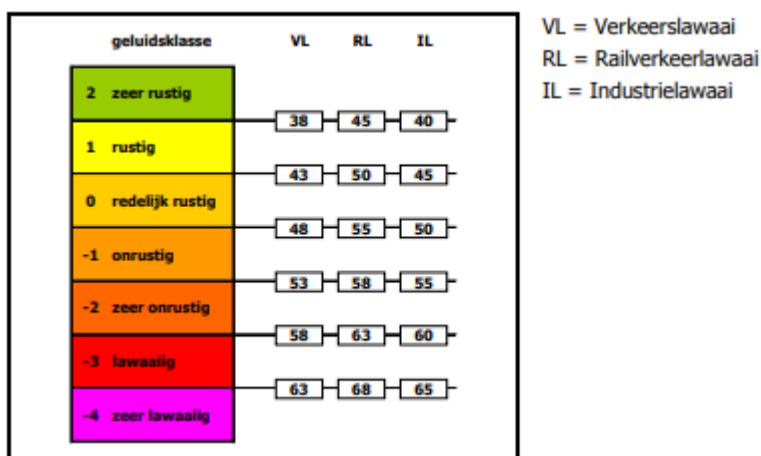 geluidsklasse VL RL IL
2 zeer rustig
38 45 40
1 rustig
43 50 45
0 redelijk rustig
48 55 50
-1 onrustig
53 58 55
-2 zeer onrustig
58 63 60
-3 lawaaiig
63 68 65
-4 zeer lawaaiig
VL = Verkeerslawaai
RL = Railverkeerlawaai
IL = Industrielawaai